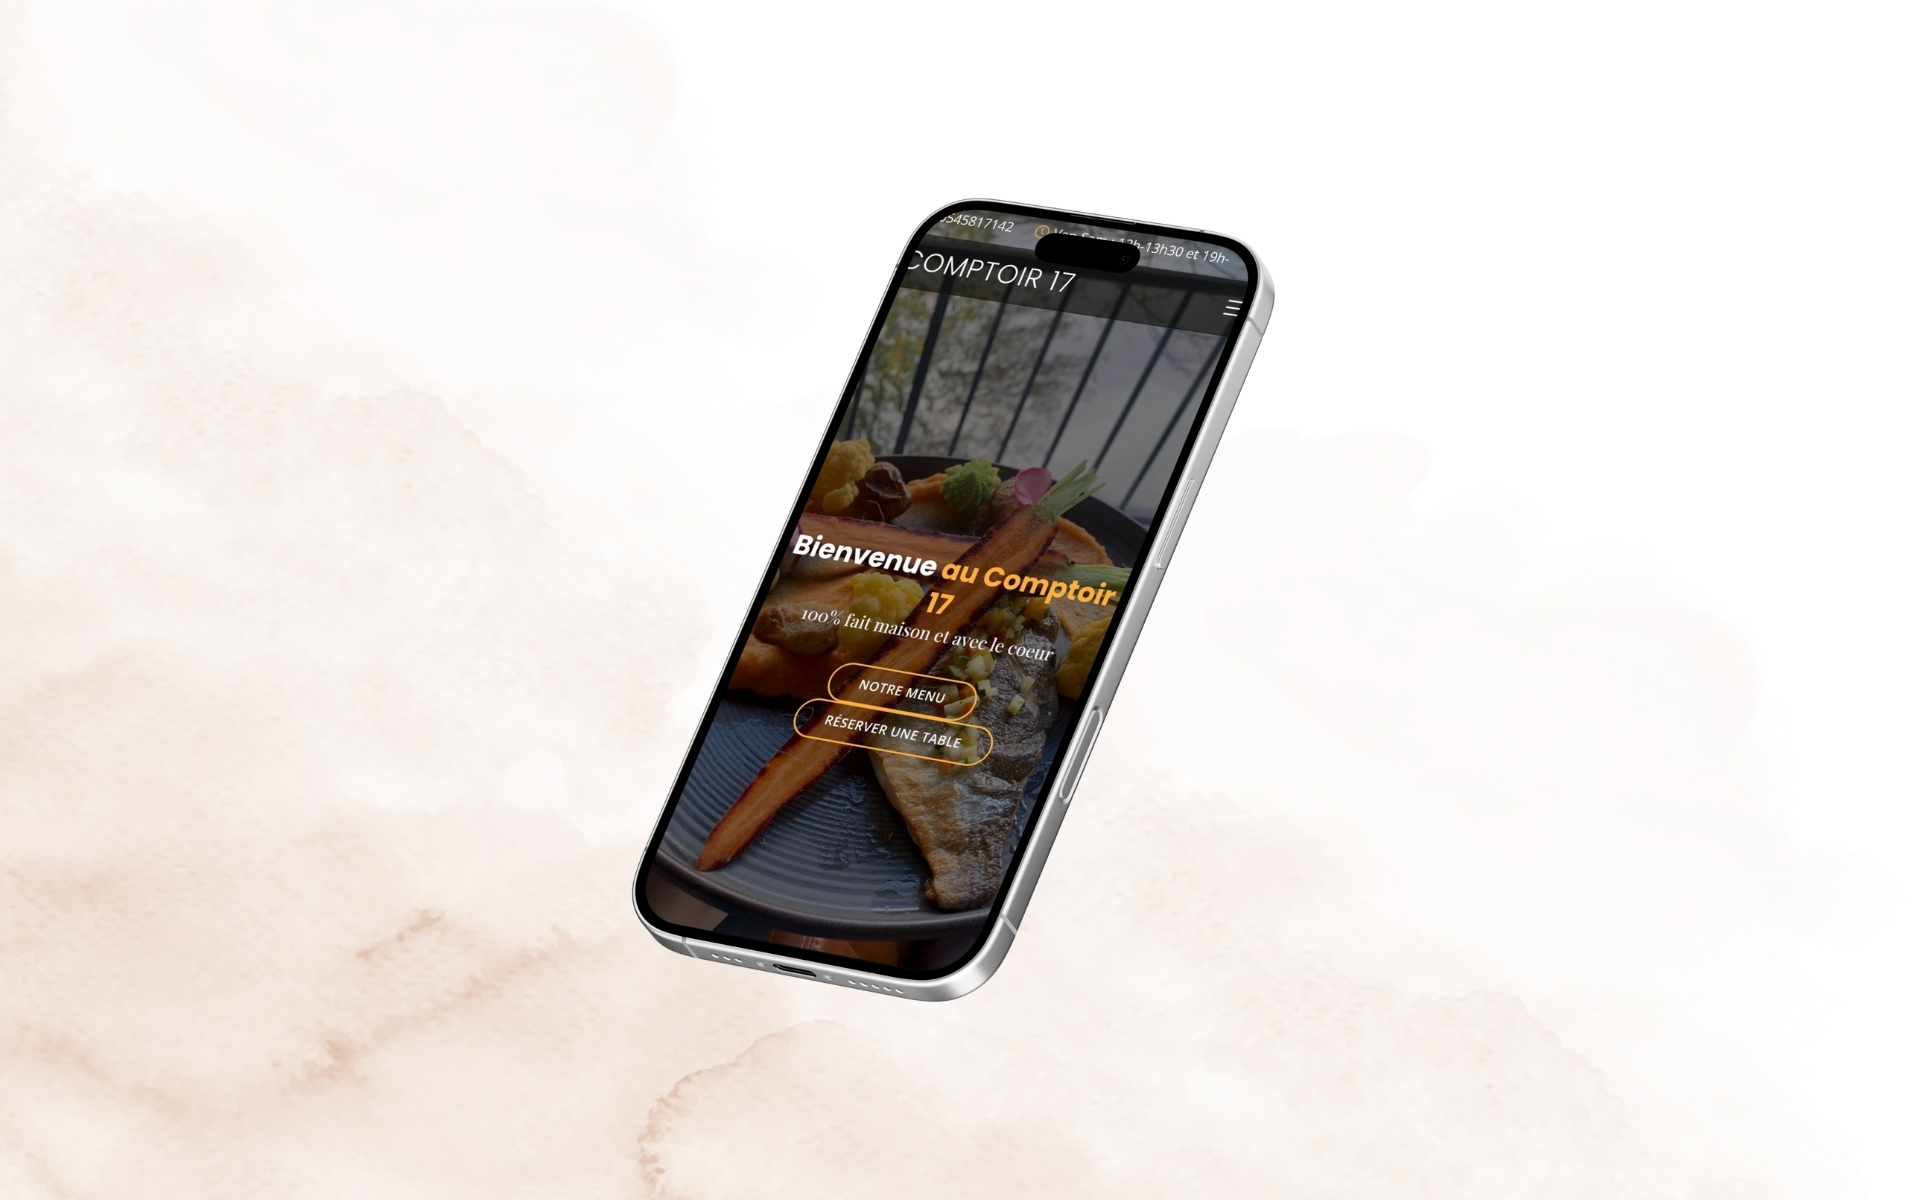 545817142 Ven-Sam : 12h-13h30 et 19h-
COMPTOIR 17
Bienvenue au Comptoir
17
100% fait maison et avec le coeur
NOTRE MENU
RÉSERVER UNE TABLE